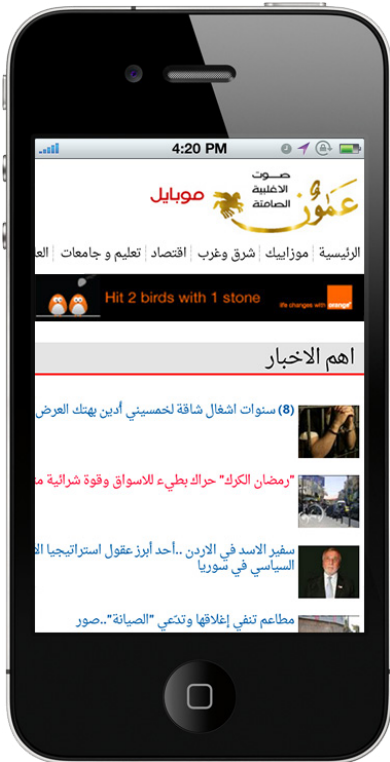 4:20 PM
صوت
الاغلبية
الصامتة
عمون
موبايل
الرئيسية موزاييك شرق وغرب اقتصاد تعليم و جامعات
Hit 2 birds with 1 stone
life changes with orange
اهم الاخبار
(8) سنوات اشغال شاقة لخمسيني أدين بهتك العرض
"رمضان الكرك" حراك بطيء للاسواق وقوة شرائية
سفير الاسد في الاردن ..أحد أبرز عقول استراتيجيا
السياسي في سوريا
مطاعم تنفي إغلاقها وتدّعي "الصيانة"..صور